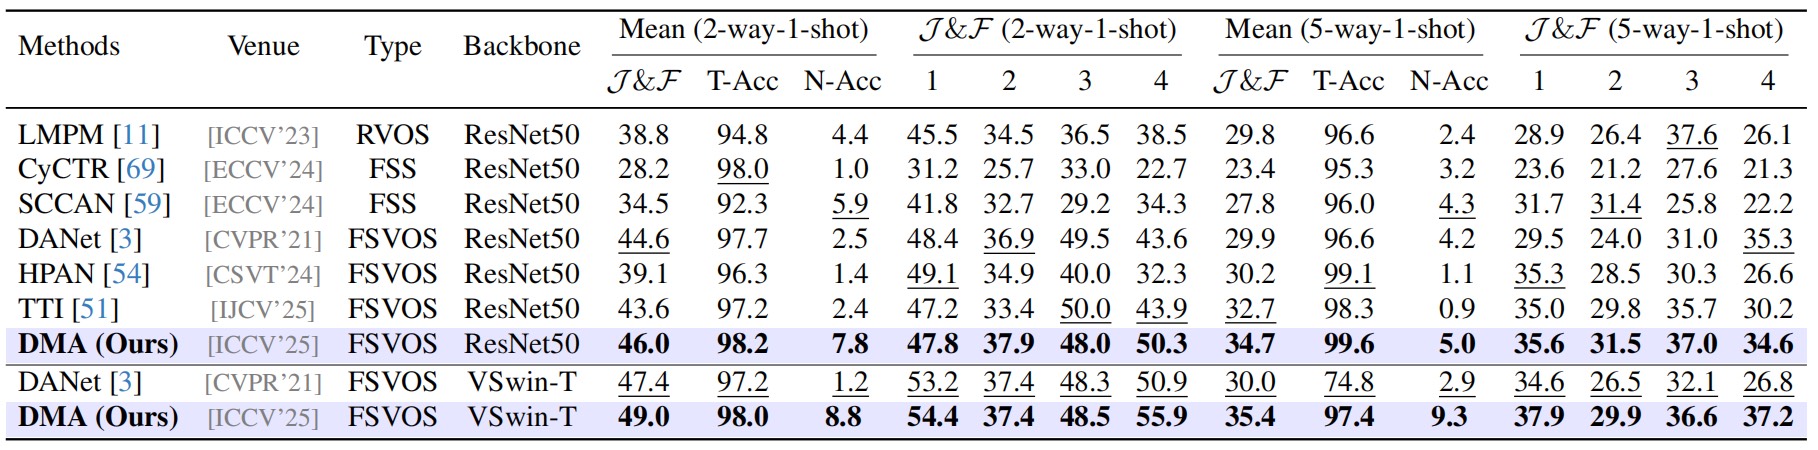 Methods Venue Type Backbone Mean (2-way-1-shot) 𝒥&ℱ (2-way-1-shot) Mean (5-way-1-shot) 𝒥&ℱ (5-way-1-shot)
𝒥&ℱ T-Acc N-Acc 1 2 3 4 𝒥&ℱ T-Acc N-Acc 1 2 3 4
LMPM [11] [ICCV'23] RVOS ResNet50 38.8 94.8 4.4 45.5 34.5 36.5 38.5 29.8 96.6 2.4 28.9 26.4 37.6 26.1
CyCTR [69] [ECCV'24] FSS ResNet50 28.2 98.0 1.0 31.2 25.7 33.0 22.7 23.4 95.3 3.2 23.6 21.2 27.6 21.3
SCCAN [59] [ECCV'24] FSS ResNet50 34.5 92.3 5.9 41.8 32.7 29.2 34.3 27.8 96.0 4.3 31.7 31.4 25.8 22.2
DANet [3] [CVPR'21] FSVOS ResNet50 44.6 97.7 2.5 48.4 36.9 49.5 43.6 29.9 96.6 4.2 29.5 24.0 31.0 35.3
HPAN [54] [CSVT'24] FSVOS ResNet50 39.1 96.3 1.4 49.1 34.9 40.0 32.3 30.2 99.1 1.1 35.3 28.5 30.3 26.6
TTI [51] [IJCV'25] FSVOS ResNet50 43.6 97.2 2.4 47.2 33.4 50.0 43.9 32.7 98.3 0.9 35.0 29.8 35.7 30.2
DMA (Ours) [ICCV'25] FSVOS ResNet50 46.0 98.2 7.8 47.8 37.9 48.0 50.3 34.7 99.6 5.0 35.6 31.5 37.0 34.6
DANet [3] [CVPR'21] FSVOS VSwin-T 47.4 97.2 1.2 53.2 37.4 48.3 50.9 30.0 74.8 2.9 34.6 26.5 32.1 26.8
DMA (Ours) [ICCV'25] FSVOS VSwin-T 49.0 98.0 8.8 54.4 37.4 48.5 55.9 35.4 97.4 9.3 37.9 29.9 36.6 37.2